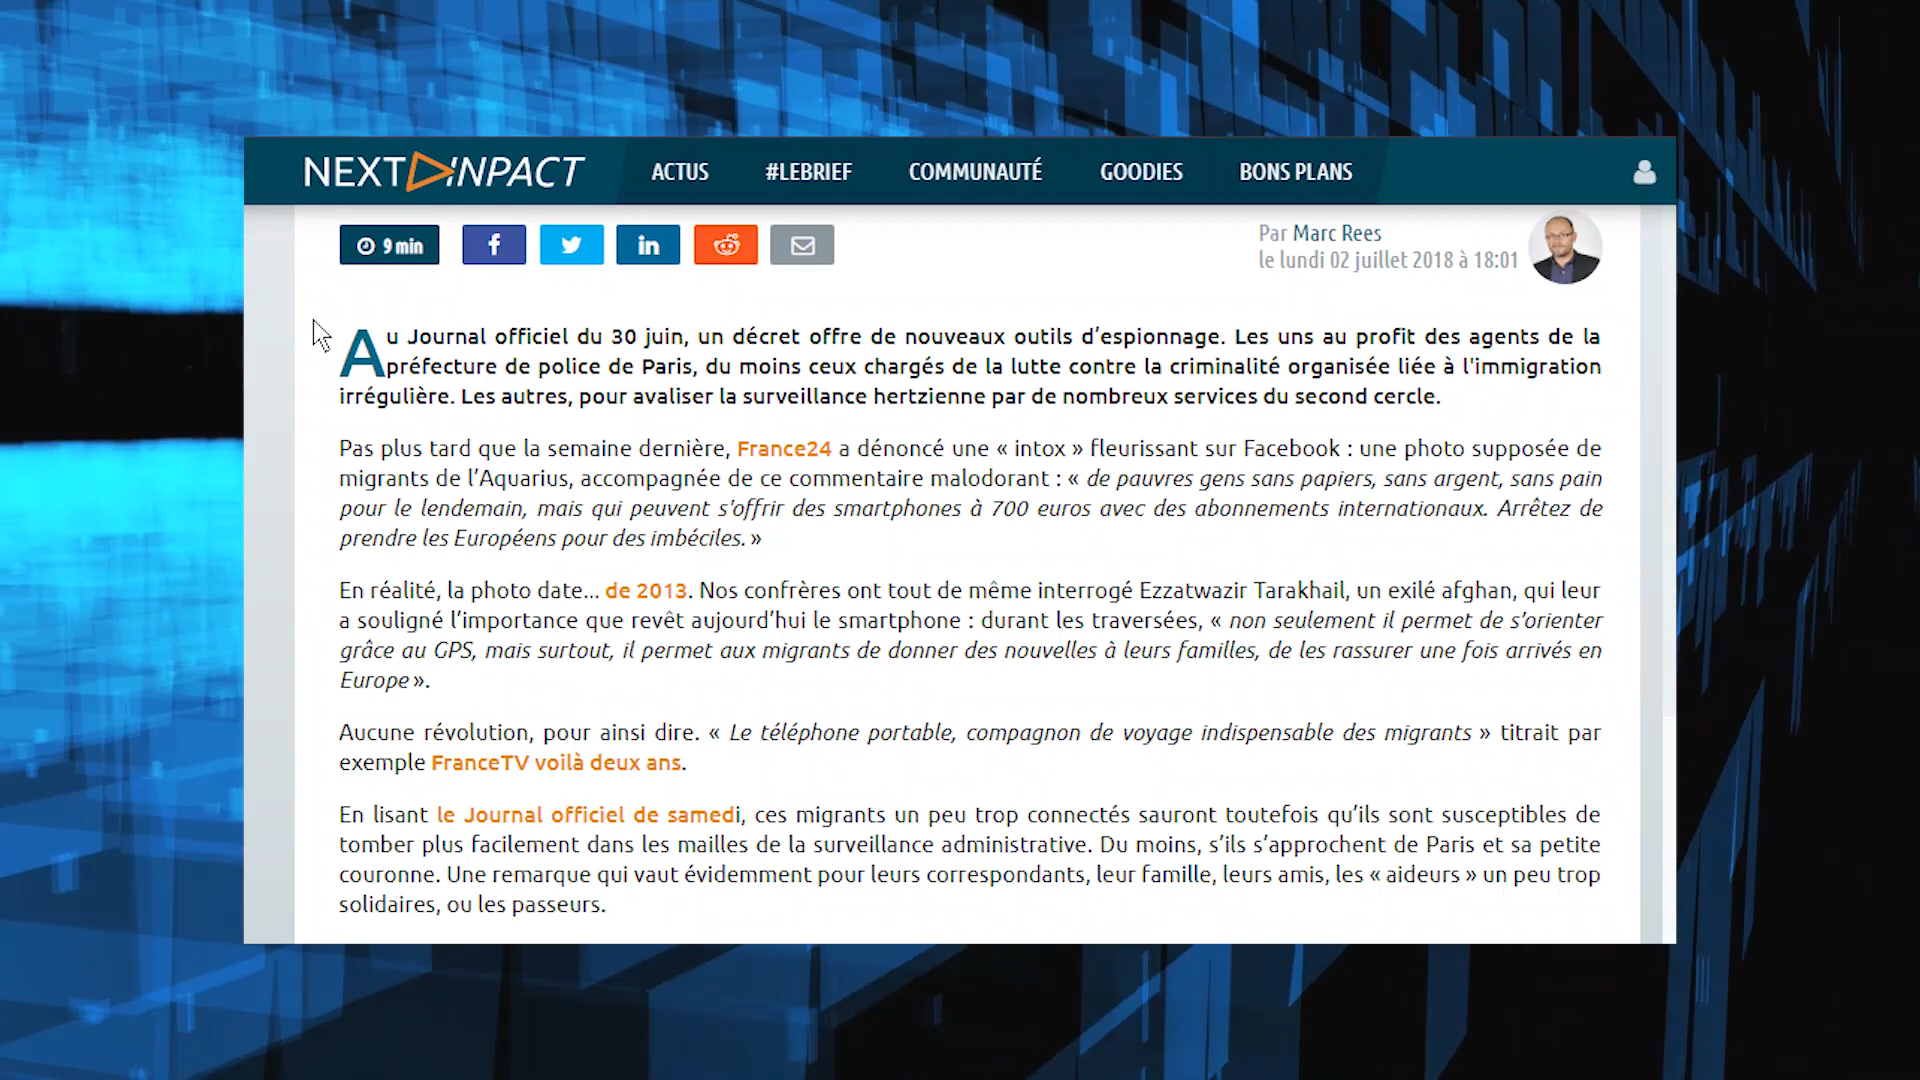 NEXT INPACT ACTUS #LEBRIEF COMMUNAUTÉ GOODIES BONS PLANS
9 min
Par Marc Rees
le lundi 02 juillet 2018 à 18:01
Au Journal officiel du 30 juin, un décret offre de nouveaux outils d’espionnage. Les uns au profit des agents de la
préfecture de police de Paris, du moins ceux chargés de la lutte contre la criminalité organisée liée à l'immigration
irrégulière. Les autres, pour avaliser la surveillance hertzienne par de nombreux services du second cercle.
Pas plus tard que la semaine dernière, France24 a dénoncé une « intox » fleurissant sur Facebook : une photo supposée de
migrants de l’Aquarius, accompagnée de ce commentaire malodorant : « de pauvres gens sans papiers, sans argent, sans pain
pour le lendemain, mais qui peuvent s'offrir des smartphones à 700 euros avec des abonnements internationaux. Arrêtez de
prendre les Européens pour des imbéciles. »
En réalité, la photo date... de 2013. Nos confrères ont tout de même interrogé Ezzatwazir Tarakhail, un exilé afghan, qui leur
a souligné l’importance que revêt aujourd’hui le smartphone : durant les traversées, « non seulement il permet de s’orienter
grâce au GPS, mais surtout, il permet aux migrants de donner des nouvelles à leurs familles, de les rassurer une fois arrivés en
Europe ».
Aucune révolution, pour ainsi dire. « Le téléphone portable, compagnon de voyage indispensable des migrants » titrait par
exemple FranceTV voilà deux ans.
En lisant le Journal officiel de samedi, ces migrants un peu trop connectés sauront toutefois qu’ils sont susceptibles de
tomber plus facilement dans les mailles de la surveillance administrative. Du moins, s’ils s’approchent de Paris et sa petite
couronne. Une remarque qui vaut évidemment pour leurs correspondants, leur famille, leurs amis, les « aideurs » un peu trop
solidaires, ou les passeurs.